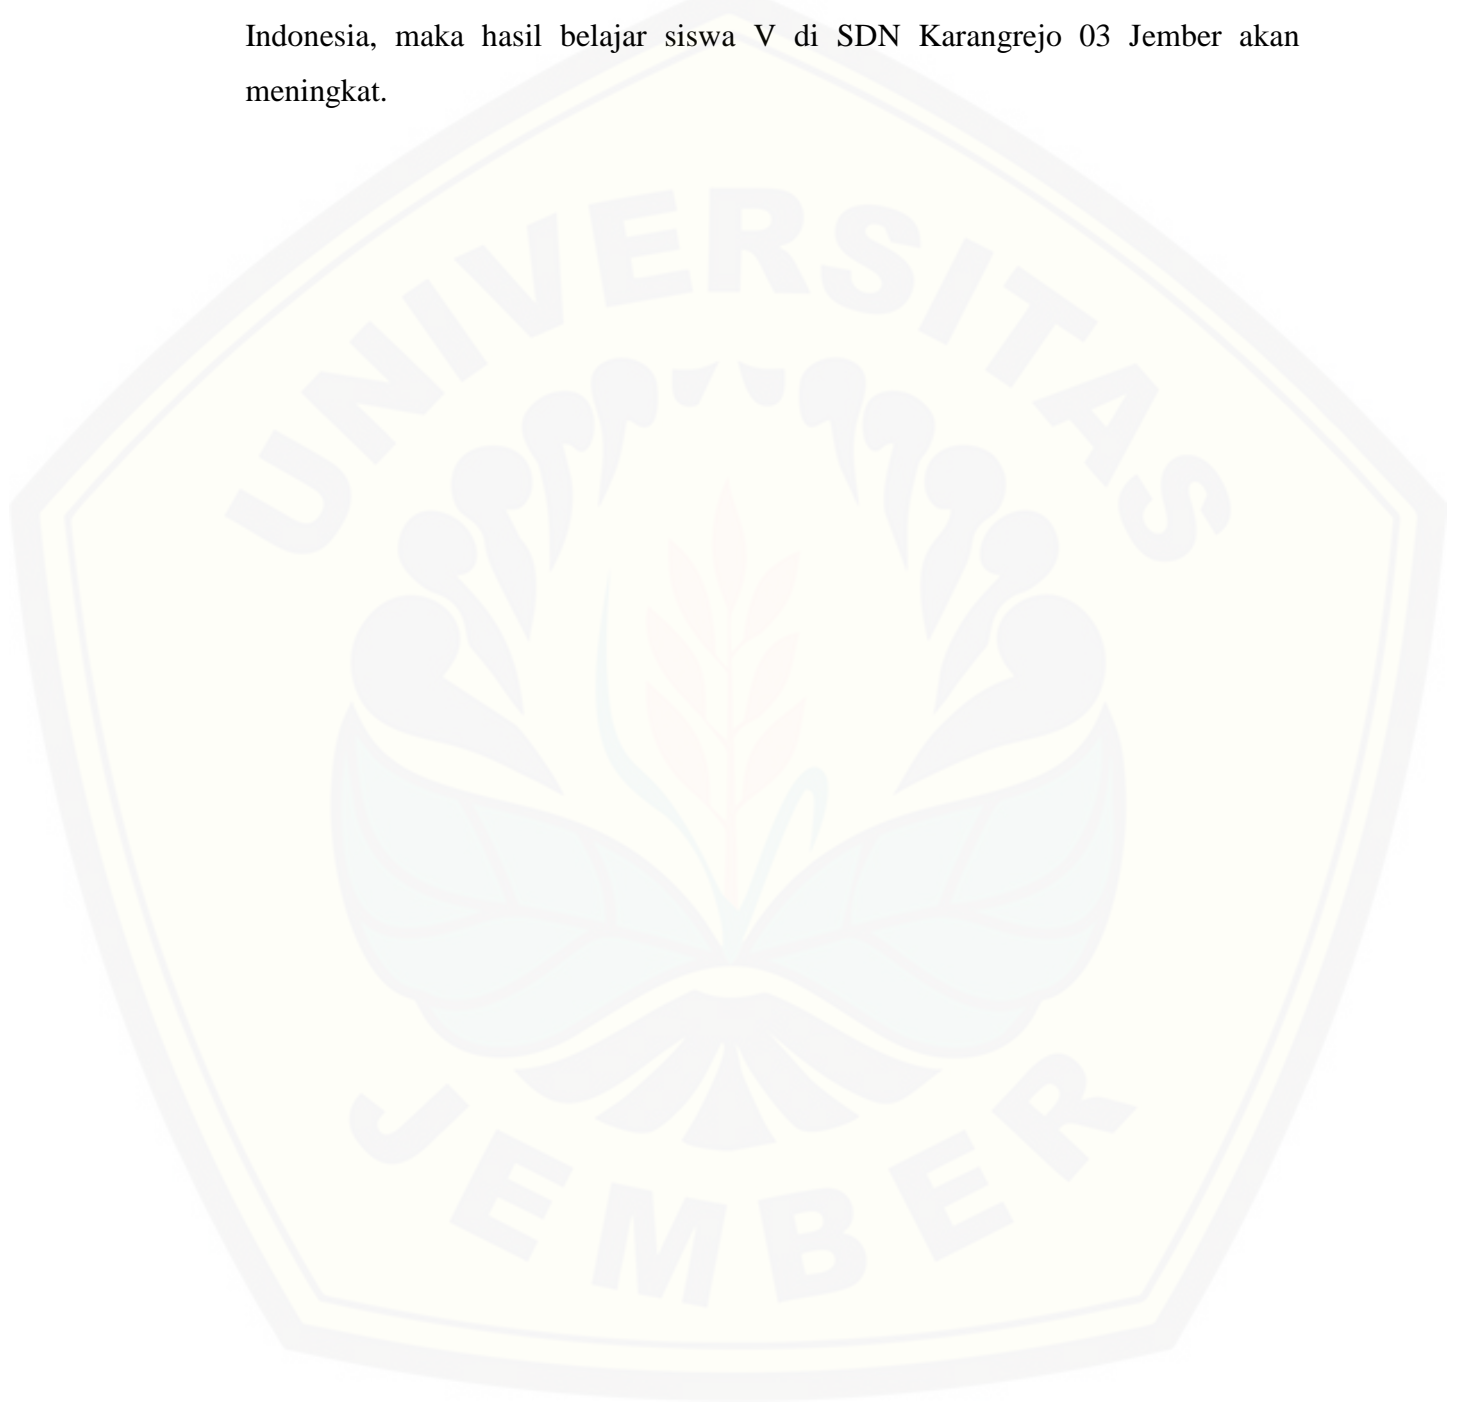 Indonesia, maka hasil belajar siswa V di SDN Karangrejo 03 Jember akan
meningkat.
UNIVERSITAS
JEMBER